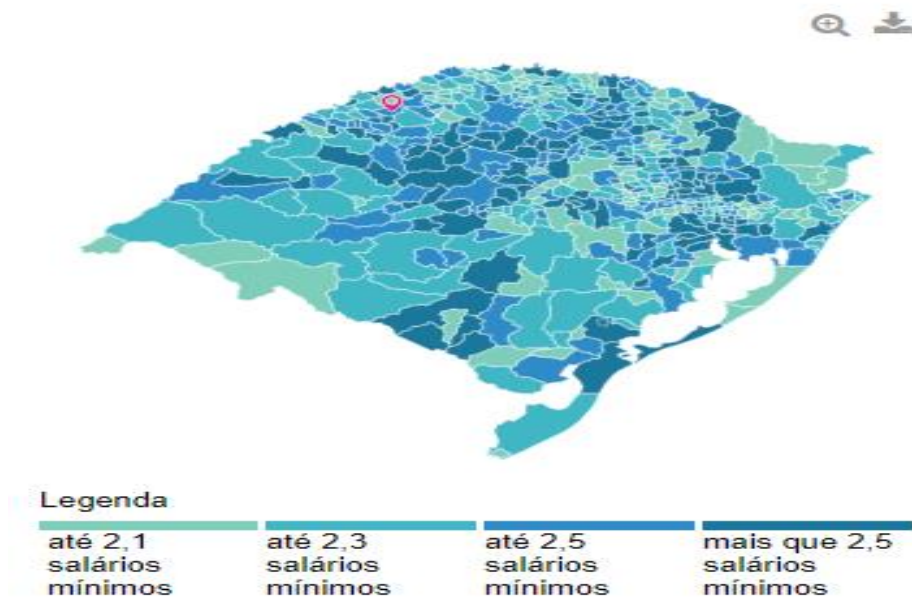 Legenda
até 2,1 até 2,3 até 2,5 mais que 2,5
salários salários salários salários
mínimos mínimos mínimos mínimos